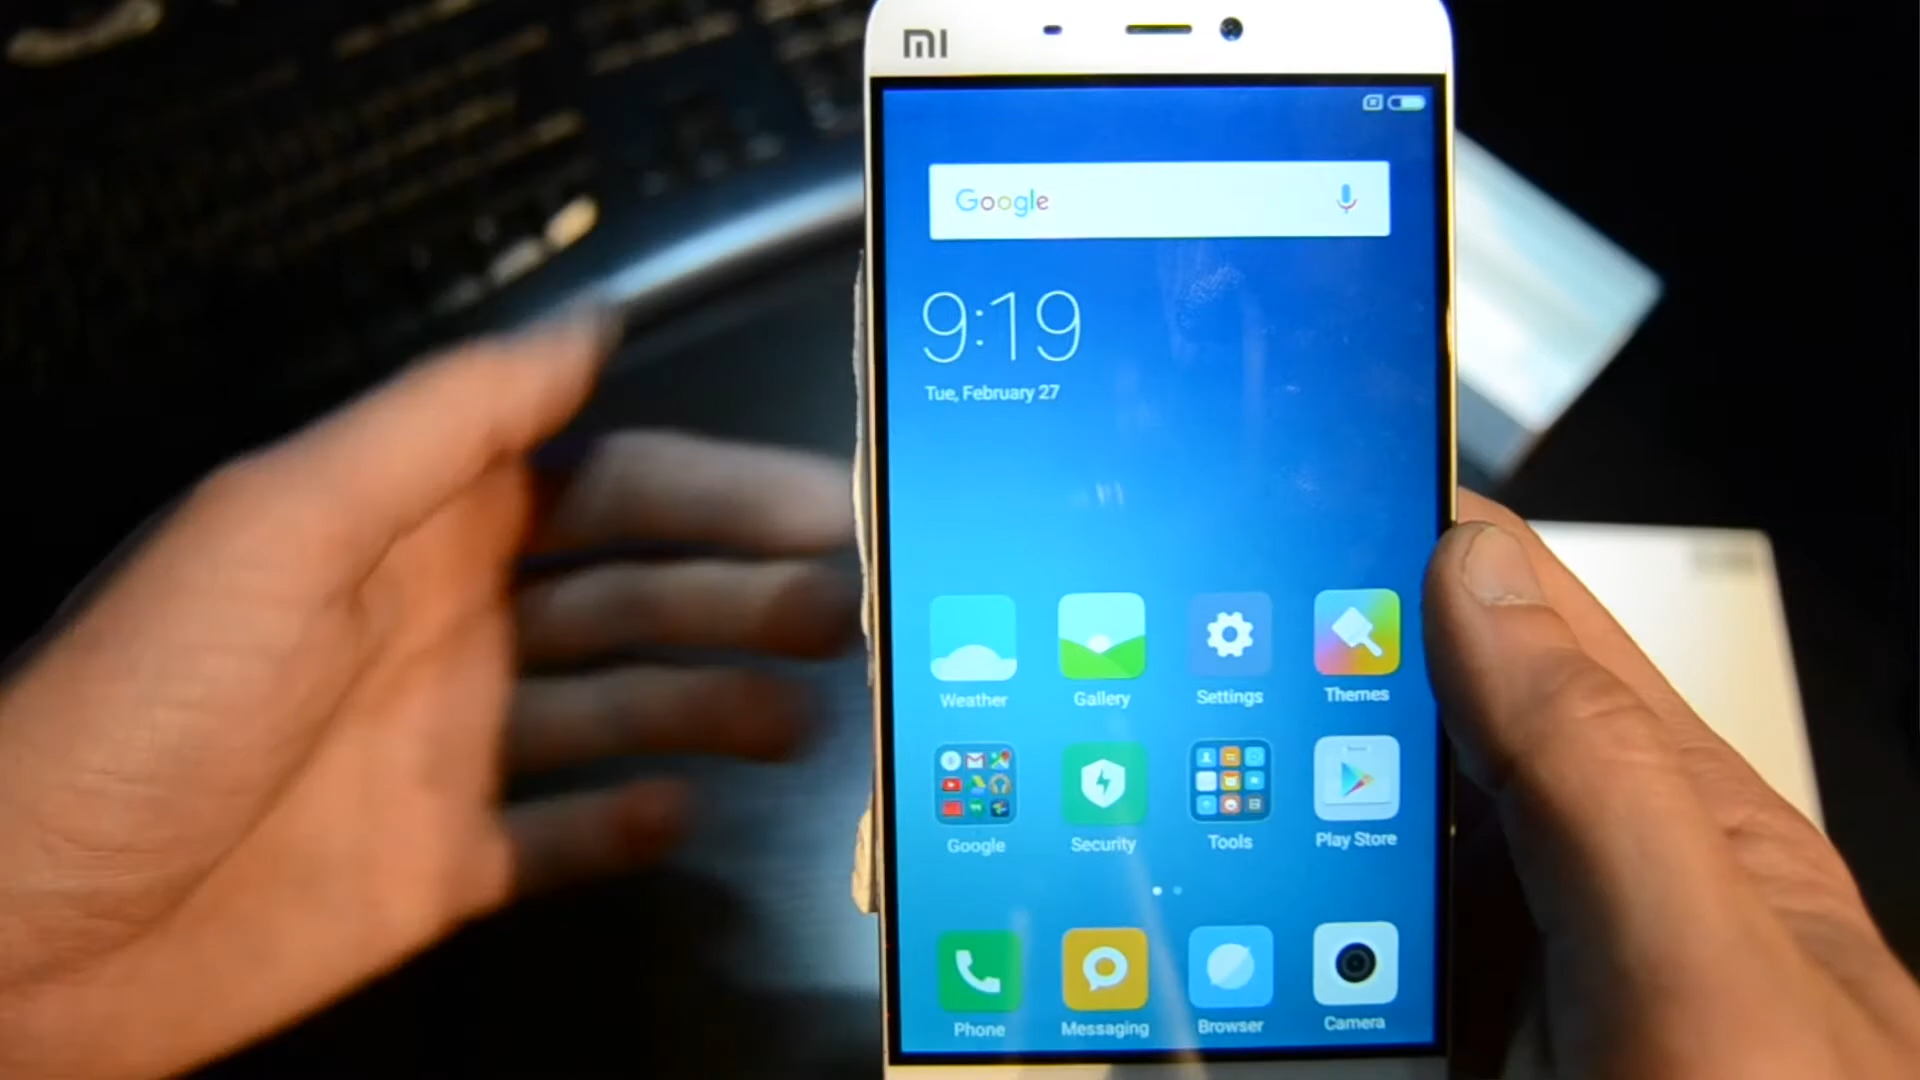 MI
Google
9:19
Tue, February 27
Weather Gallery Settings Themes
Google Security Tools Play Store
Phone Messaging Browser Camera